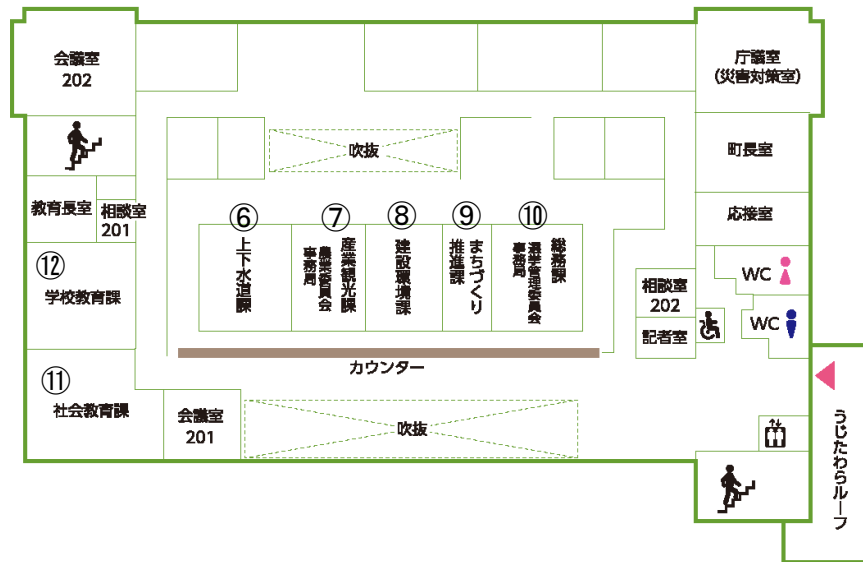 会議室
202
庁議室
(災害対策室)
吹抜
町長室
教育長室
相談室
201
応接室
⑥
上下水道課
⑦
産業観光課
農業委員会
事務局
⑧
建設環境課
⑨
まちづくり
推進課
⑩
総務課
選挙管理委員会
事務局
⑫
学校教育課
WC
相談室
202
記者室
WC
カウンター
⑪
社会教育課
会議室
201
吹抜
うじたわらループ